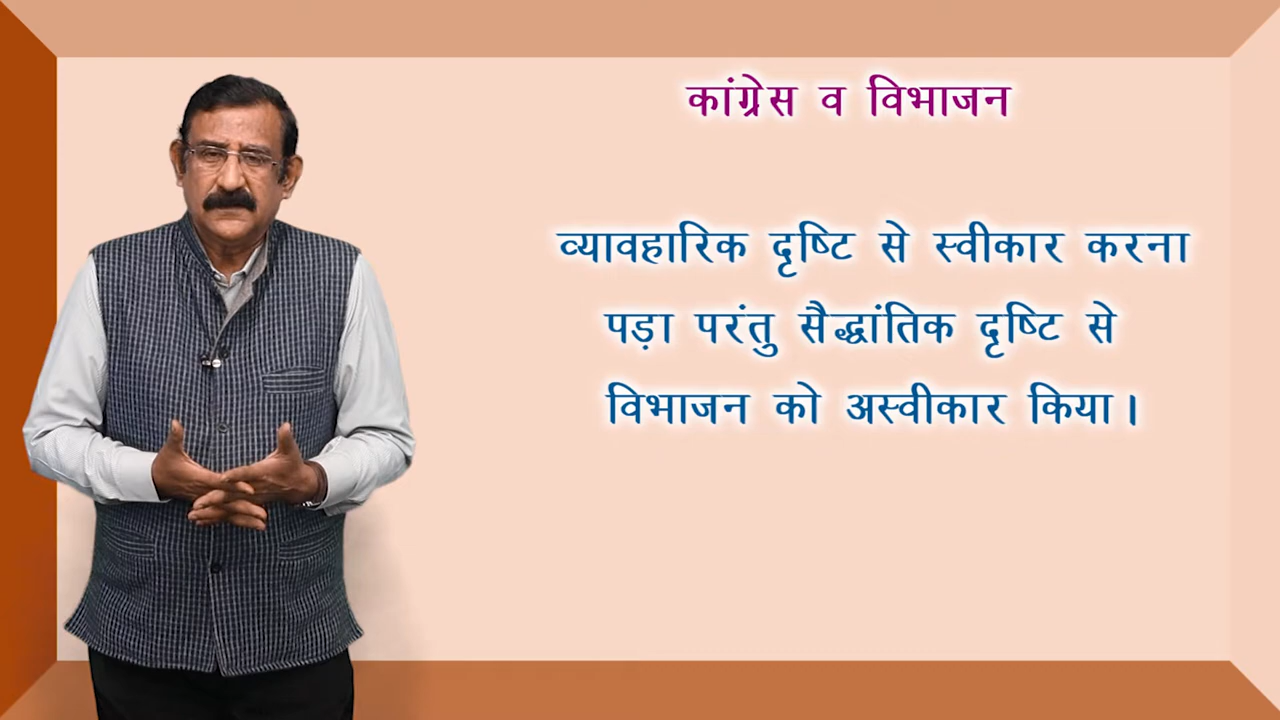 कांग्रेस व विभाजन
व्यावहारिक दृष्टि से स्वीकार करना
पड़ा परंतु सैद्धांतिक दृष्टि से
विभाजन को अस्वीकार किया।